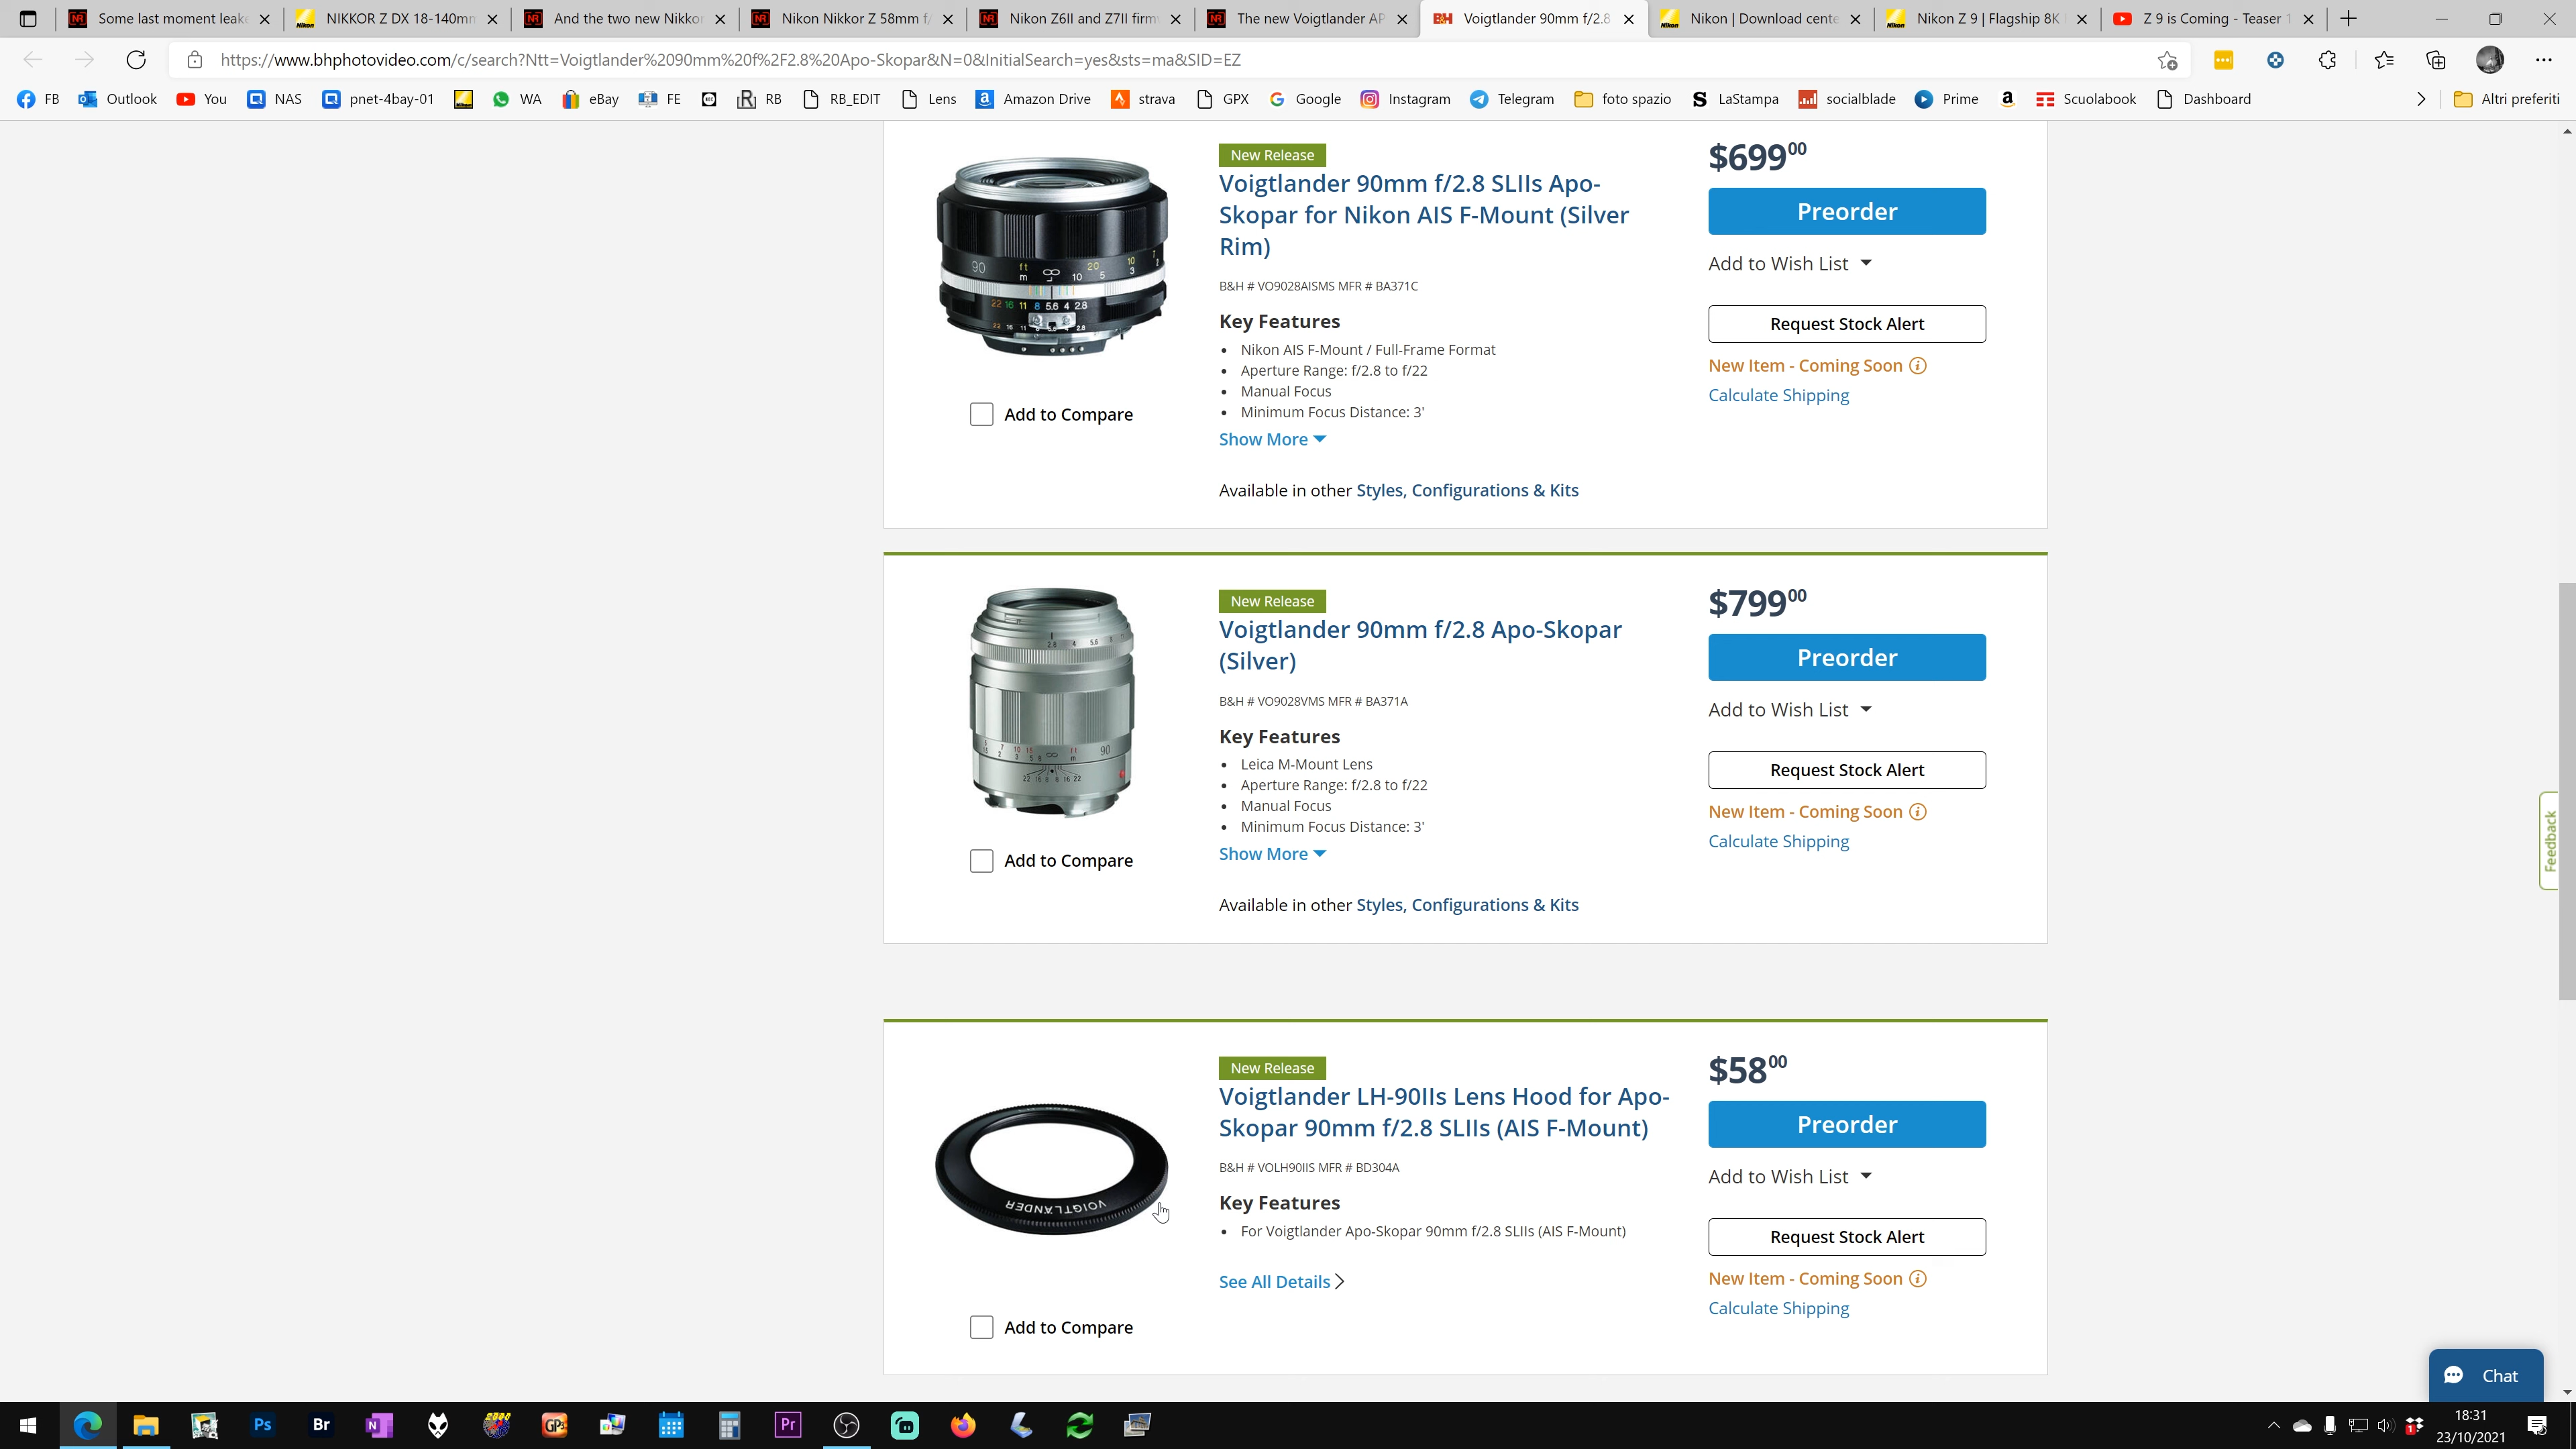 Some last moment leake
NIKKOR Z DX 18-140mm
And the two new Nikkor
Nikon Nikkor Z 58mm f/
Nikon Z6II and Z7II firm
The new Voigtlander AP
Voigtlander 90mm f/2.8
Nikon | Download cente
Nikon Z 9 | Flagship 8K
Z 9 is Coming - Teaser 1
https://www.bhphotovideo.com/c/search?Ntt=Voigtlander%2090mm%20f%2F2.8%20Apo-Skopar&N=0&InitialSearch=yes&sts=ma&SID=EZ
FB Outlook You NAS pnet-4bay-01 WA eBay FE RB RB_EDIT Lens Amazon Drive strava GPX Google Instagram Telegram foto spazio LaStampa socialblade Prime Scuolabook Dashboard Altri preferiti
New Release
Voigtlander 90mm f/2.8 SLIIs Apo-
Skopar for Nikon AIS F-Mount (Silver
Rim)
B&H # VO9028AISMS MFR # BA371C
Key Features
• Nikon AIS F-Mount / Full-Frame Format
• Aperture Range: f/2.8 to f/22
• Manual Focus
• Minimum Focus Distance: 3'
Show More
Available in other Styles, Configurations & Kits
Add to Compare
$699.00
Preorder
Add to Wish List
Request Stock Alert
New Item - Coming Soon
Calculate Shipping
New Release
Voigtlander 90mm f/2.8 Apo-Skopar
(Silver)
B&H # VO9028VMS MFR # BA371A
Key Features
• Leica M-Mount Lens
• Aperture Range: f/2.8 to f/22
• Manual Focus
• Minimum Focus Distance: 3'
Show More
Available in other Styles, Configurations & Kits
Add to Compare
$799.00
Preorder
Add to Wish List
Request Stock Alert
New Item - Coming Soon
Calculate Shipping
Feedback
New Release
Voigtlander LH-90IIs Lens Hood for Apo-
Skopar 90mm f/2.8 SLIIs (AIS F-Mount)
B&H # VOLH90IIS MFR # BD304A
Key Features
• For Voigtlander Apo-Skopar 90mm f/2.8 SLIIs (AIS F-Mount)
See All Details
VOIGTLÄNDER
Add to Compare
$58.00
Preorder
Add to Wish List
Request Stock Alert
New Item - Coming Soon
Calculate Shipping
Chat
18:31
23/10/2021